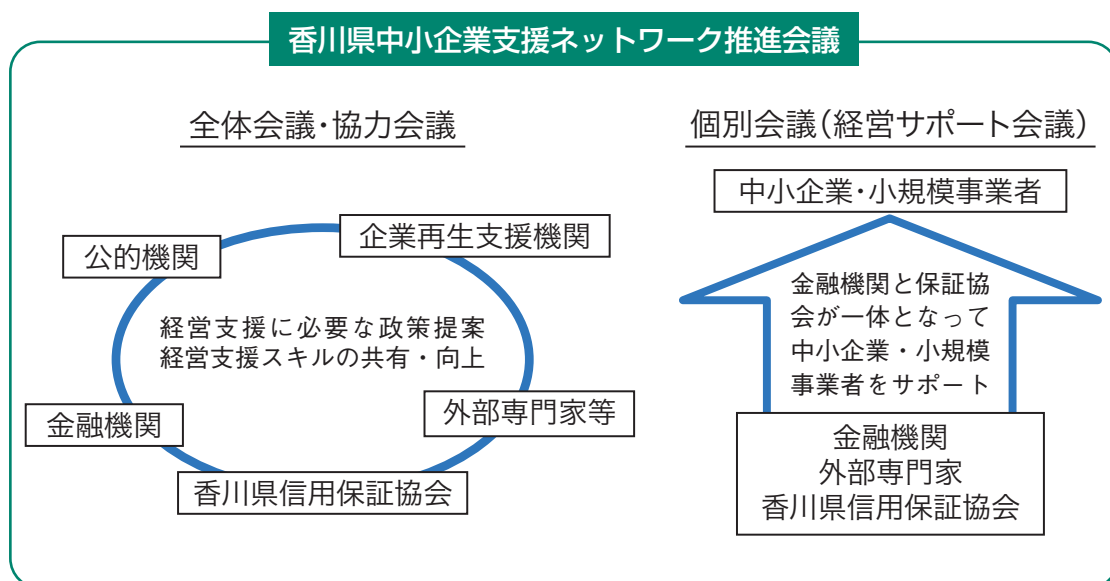 香川県中小企業支援ネットワーク推進会議
全体会議・協力会議
公的機関
企業再生支援機関
経営支援に必要な政策提案
経営支援スキルの共有・向上
金融機関
外部専門家等
香川県信用保証協会
個別会議(経営サポート会議)
中小企業・小規模事業者
金融機関と保証協
会が一体となって
中小企業・小規模
事業者をサポート
金融機関
外部専門家
香川県信用保証協会